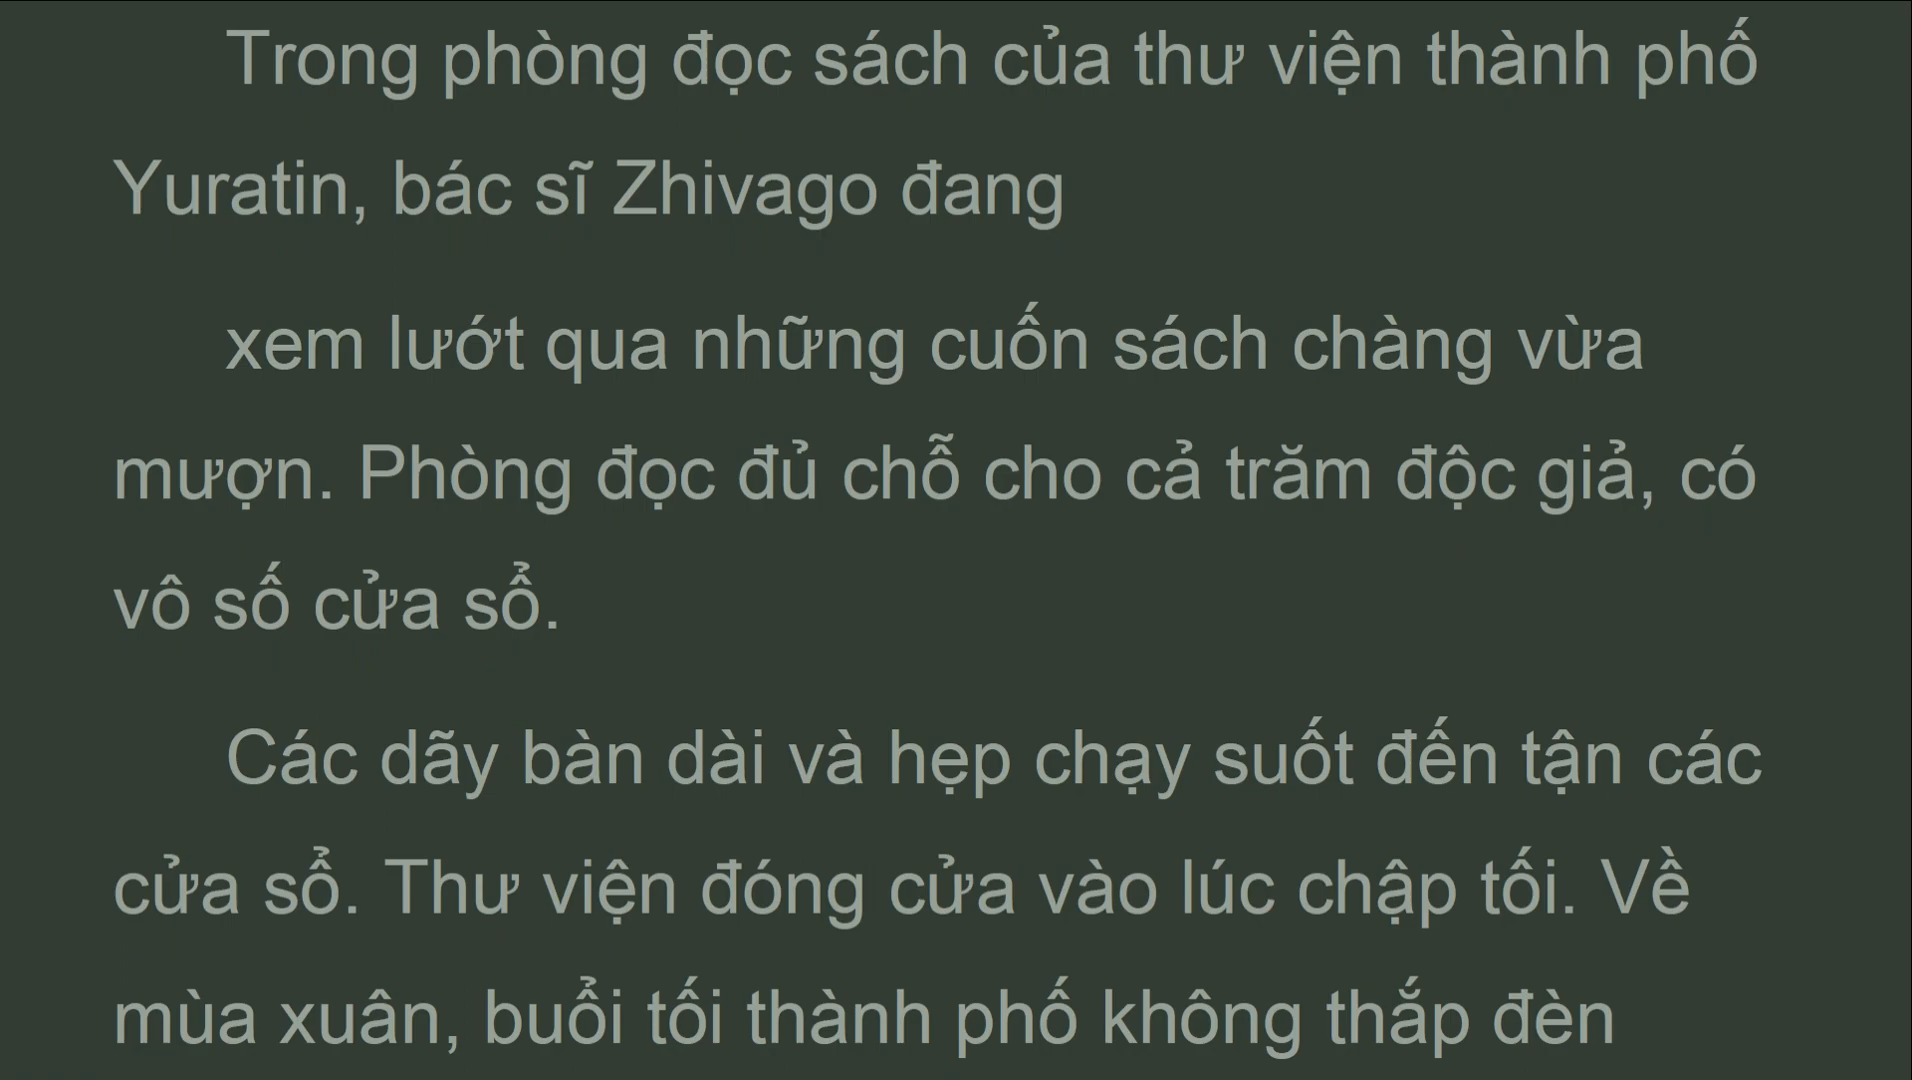 Trong phòng đọc sách của thư viện thành phố
Yuratin, bác sĩ Zhivago đang
xem lướt qua những cuốn sách chàng vừa
mượn. Phòng đọc đủ chỗ cho cả trăm độc giả, có
vô số cửa sổ.
Các dãy bàn dài và hẹp chạy suốt đến tận các
cửa sổ. Thư viện đóng cửa vào lúc chập tối. Về
mùa xuân, buổi tối thành phố không thắp đèn